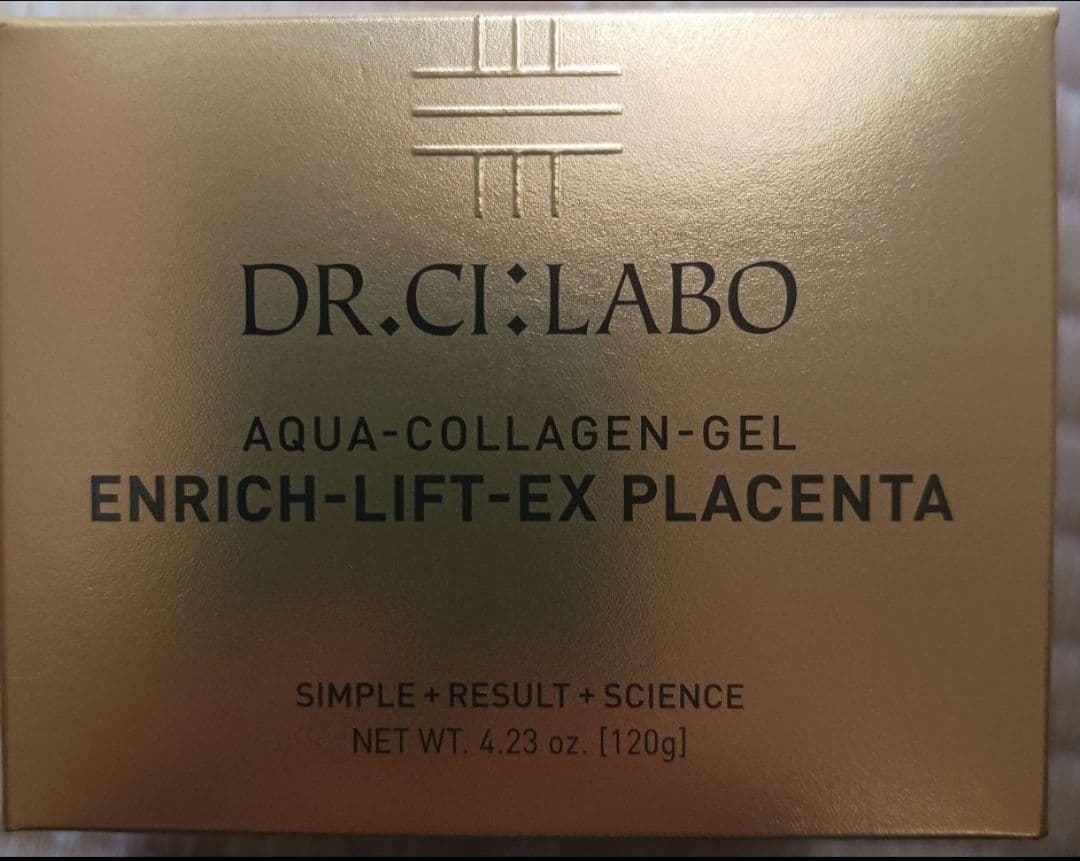 DR.CI:LABO
AQUA-COLLAGEN-GEL
ENRICH-LIFT-EX PLACENTA
SIMPLE + RESULT + SCIENCE
NET WT. 4.23 oz. [120g]